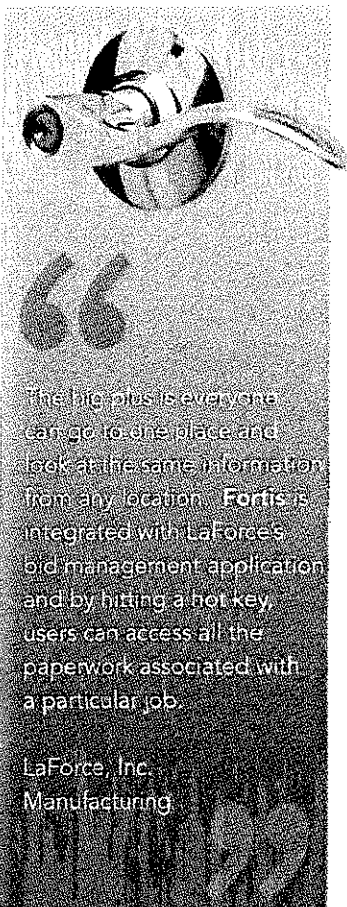 “
The big plus is everyone
can go to one place and
look at the same information
from any location. Fortis is
integrated with LaForce's
bid management application
and by hitting a hot key,
users can access all the
paperwork associated with
a particular job.
LaForce, Inc.
Manufacturing
”